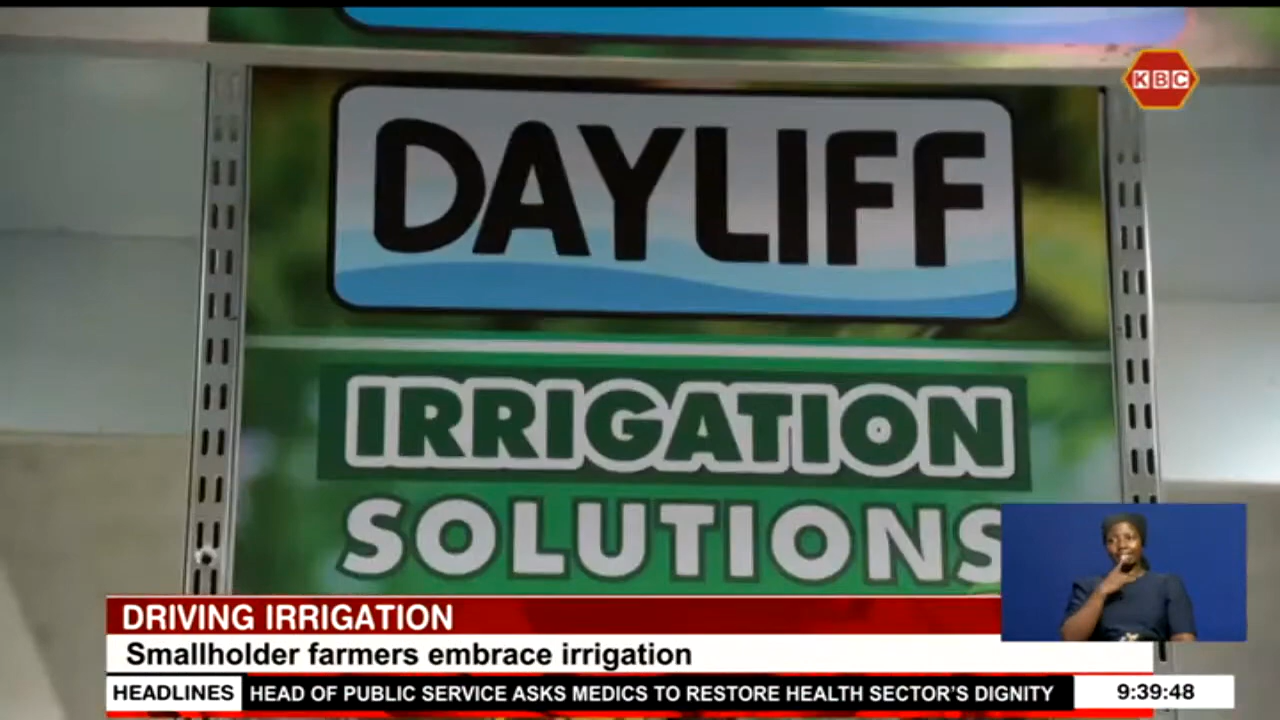 KBC
DAYLIFF
IRRIGATION
SOLUTIONS
DRIVING IRRIGATION
Smallholder farmers embrace irrigation
HEADLINES HEAD OF PUBLIC SERVICE ASKS MEDICS TO RESTORE HEALTH SECTOR'S DIGNITY 9:39:48